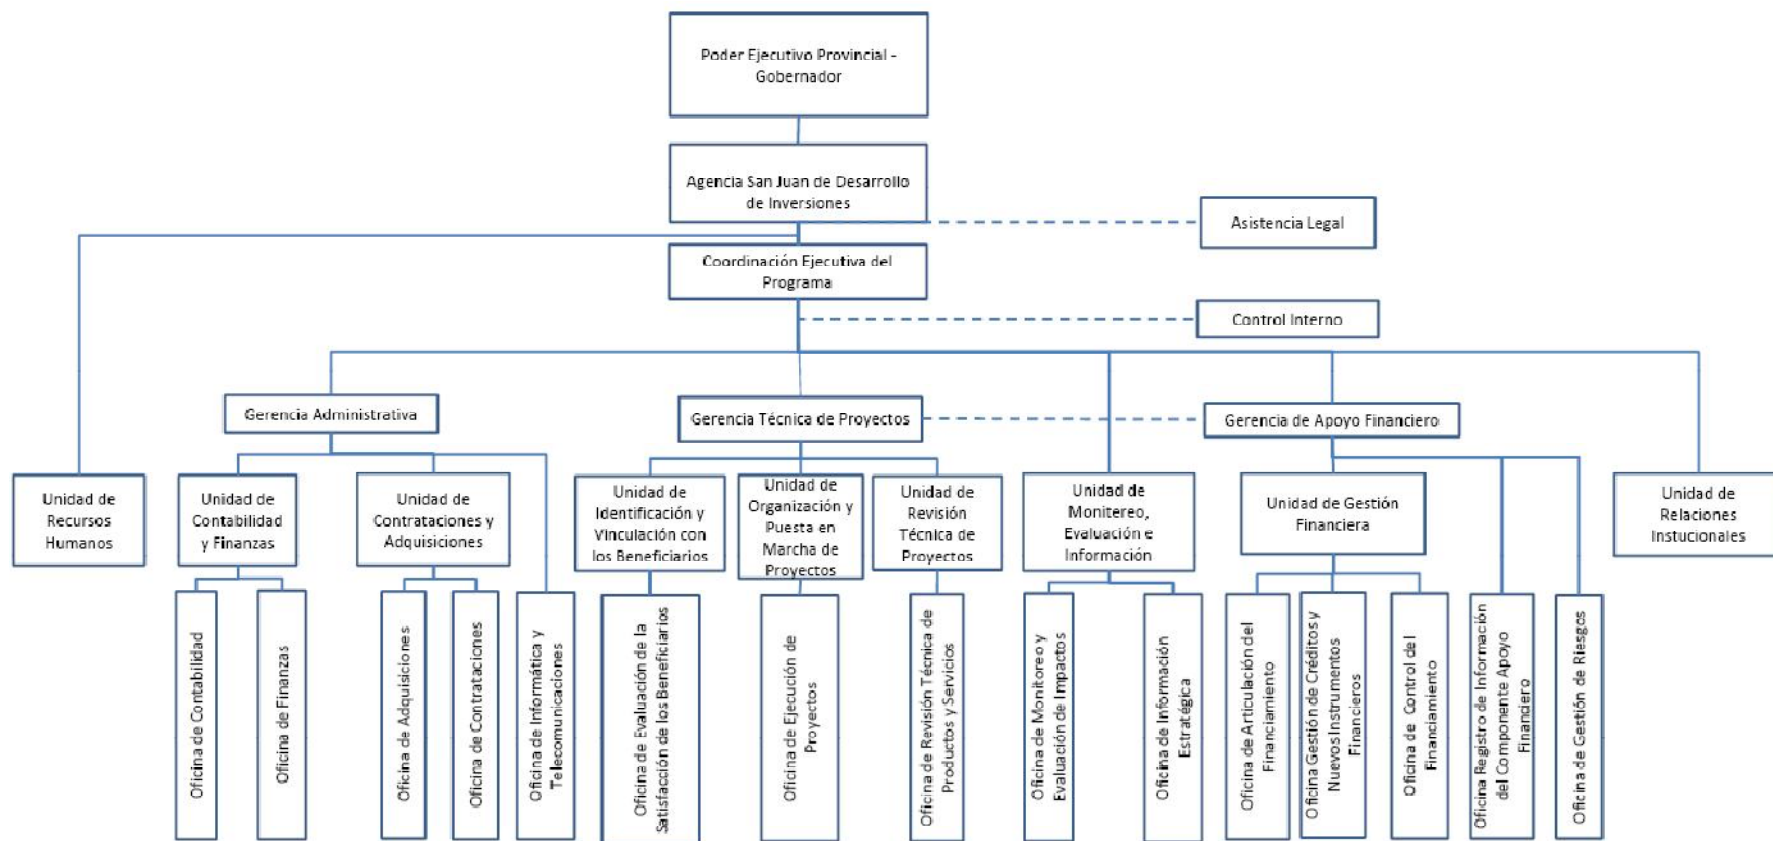 Poder Ejecutivo Provincial -
Gobernador
Agencia San Juan de Desarrollo
de Inversiones
Asistencia Legal
Coordinación Ejecutiva del
Programa
Control Interno
Gerencia Administrativa
Gerencia Técnica de Proyectos
Gerencia de Apoyo Financiero
Unidad de
Recursos
Humanos
Unidad de
Contabilidad
y Finanzas
Unidad de
Contrataciones y
Adquisiciones
Unidad de
Identificación y
Vinculación con
los Beneficiarios
Unidad de
Organización y
Puesta en
Marcha de
Proyectos
Unidad de
Revisión
Técnica de
Proyectos
Unidad de
Monitereo,
Evaluación e
Información
Unidad de Gestión
Financiera
Unidad de
Relaciones
Instucionales
Oficina de Contabilidad
Oficina de Finanzas
Oficina de Adquisiciones
Oficina de Contrataciones
Oficina de Informática y
Telecomunicaciones
Oficina de Evaluación de la
Satisfacción de los Beneficiarios
Oficina de Ejecución de
Proyectos
Oficina de Revisión Técnica de
Productos y Servicios
Oficina de Monitoreo y
Evaluación de Impactos
Oficina de Información
Estratégica
Oficina de Articulación del
Financiamiento
Oficina Gestión de Créditos y
Nuevos Instrumentos
Financieros
Oficina de Control del
Financiamiento
Oficina Registro de Información
del Componente Apoyo
Financiero
Oficina de Gestión de Riesgos